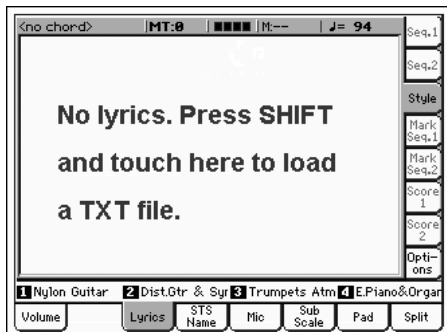 <no chord> MT:0 M:-- ♩= 94
Seq.1
Seq.2
Style
Mark
Seq.1
Mark
Seq.2
Score
1
Score
2
Opti-
ons
No lyrics. Press SHIFT
and touch here to load
a TXT file.
1 Nylon Guitar 2 Dist.Gtr & Syr 3 Trumpets Atm 4 E.Piano&Organ
Volume Lyrics STS Name Mic Sub Scale Pad Split